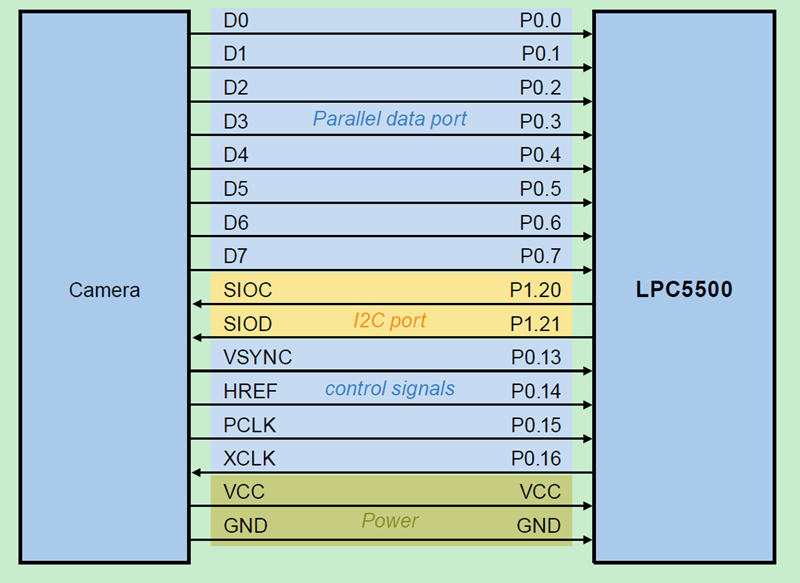 D0 P0.0
D1 P0.1
D2 P0.2
Parallel data port
D3 P0.3
D4 P0.4
D5 P0.5
D6 P0.6
D7 P0.7
Camera
SIOC P1.20
LPC5500
SIOD I2C port P1.21
VSYNC P0.13
HREF control signals P0.14
PCLK P0.15
XCLK P0.16
VCC VCC
GND Power GND